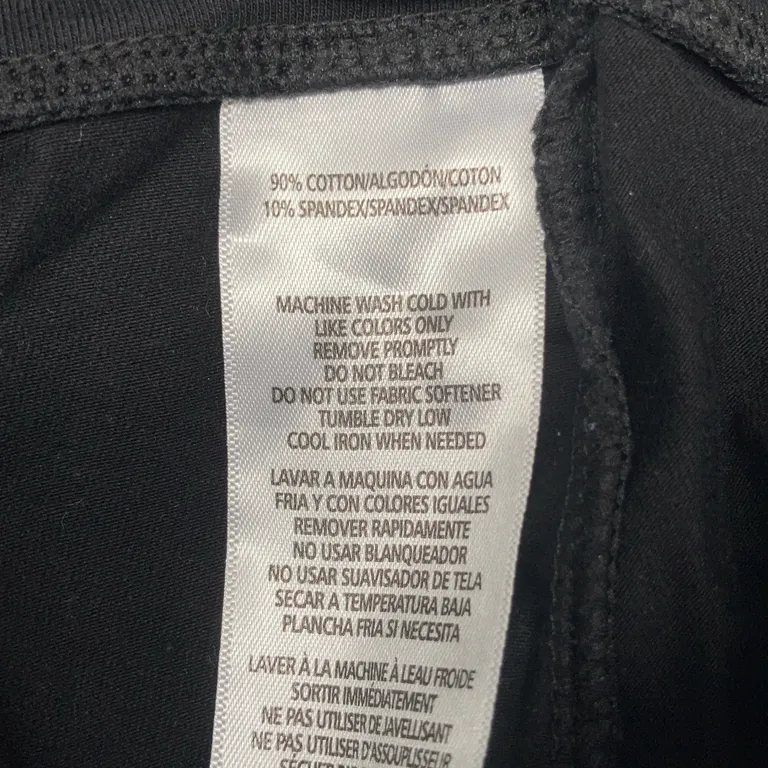 90% COTTON/ALGODÓN/COTON
10% SPANDEX/SPANDEX/SPANDEX
MACHINE WASH COLD WITH
LIKE COLORS ONLY
REMOVE PROMPTLY
DO NOT BLEACH
DO NOT USE FABRIC SOFTENER
TUMBLE DRY LOW
COOL IRON WHEN NEEDED
LAVAR A MAQUINA CON AGUA
FRIA Y CON COLORES IGUALES
REMOVER RAPIDAMENTE
NO USAR BLANQUEADOR
NO USAR SUAVISADOR DE TELA
SECAR A TEMPERATURA BAJA
PLANCHA FRIA SI NECESITA
LAVER À LA MACHINE À LEAU FROIDE
SORTIR IMMÉDIATEMENT
NE PAS UTILISER DE JAVELLISANT
NE PAS UTILISER D'ASSOUPLISSEUR